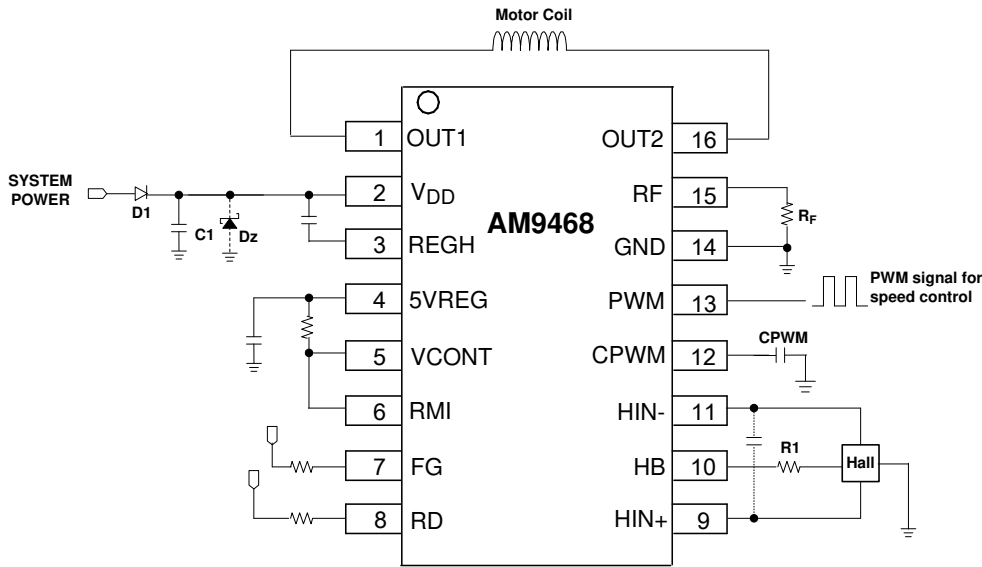 Motor Coil
1 OUT1
OUT2 16
SYSTEM
POWER
D1
C1
Dz
2 VDD
AM9468
RF 15
RF
3 REGH
GND 14
4 5VREG
PWM 13
PWM signal for
speed control
5 VCONT
CPWM 12
CPWM
6 RMI
HIN- 11
7 FG
HB 10
R1
Hall
8 RD
HIN+ 9